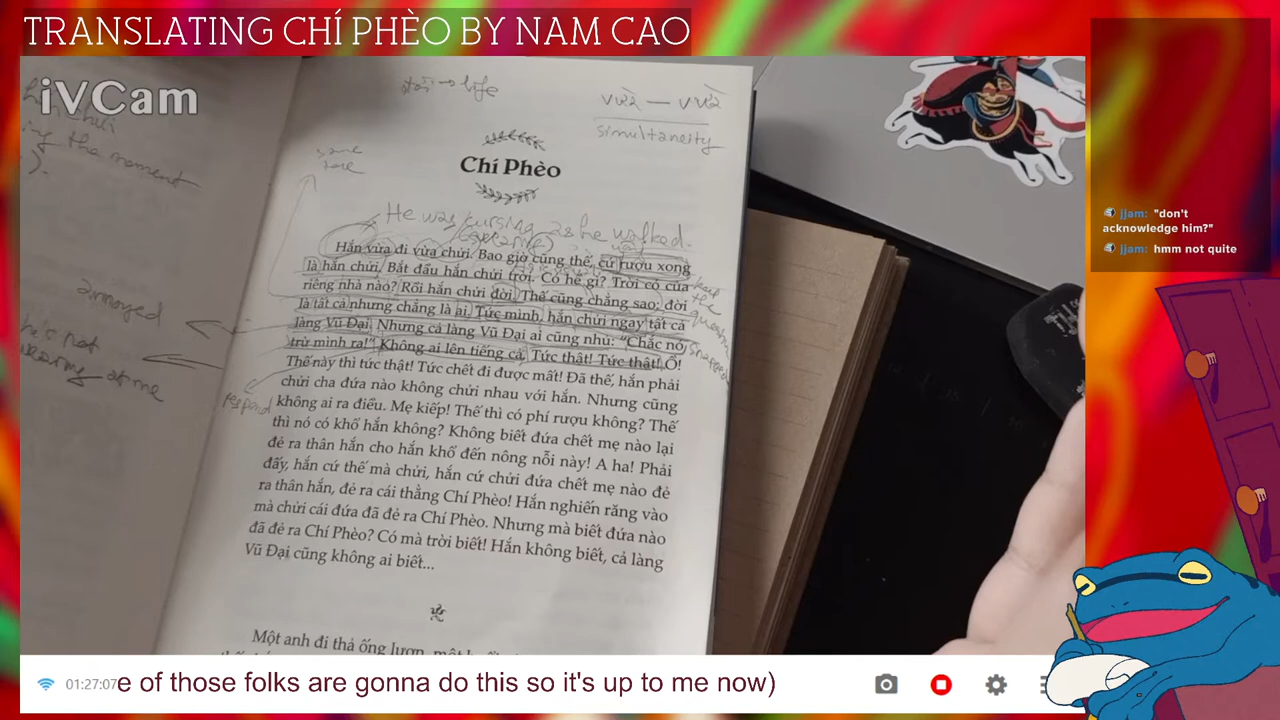 TRANSLATING CHÍ PHÈO BY NAM CAO
iVCam
the moment
).
annoyed
he's not
at me
đời → life
vừa — vừa
simultaneity
same
Chí Phèo
He was cursing as he walked.
Hắn vừa đi vừa chửi. Bao giờ cũng thế, cứ rượu xong
là hắn chửi. Bắt đầu hắn chửi trời. Có hề gì? Trời có của
riêng nhà nào? Rồi hắn chửi đời. Thế cũng chẳng sao: đời
là tất cả nhưng chẳng là ai. Tức mình, hắn chửi ngay tất cả
làng Vũ Đại. Nhưng cả làng Vũ Đại ai cũng nhủ: "Chắc nó
trừ mình ra!" Không ai lên tiếng cả. Tức thật! Tức thật! Ồ!
Thế này thì tức thật! Tức chết đi được mất! Đã thế, hắn phải
chửi cha đứa nào không chửi nhau với hắn. Nhưng cũng
không ai ra điều. Mẹ kiếp! Thế thì có phí rượu không? Thế
thì nó có khổ hắn không? Không biết đứa chết mẹ nào lại
đẻ ra thân hắn cho hắn khổ đến nông nỗi này! A ha! Phải
đấy, hắn cứ thế mà chửi, hắn cứ chửi đứa chết mẹ nào đẻ
ra thân hắn, đẻ ra cái thằng Chí Phèo! Hắn nghiến răng vào
mà chửi cái đứa đã đẻ ra Chí Phèo. Nhưng mà biết đứa nào
đã đẻ ra Chí Phèo? Có mà trời biết! Hắn không biết, cả làng
Vũ Đại cũng không ai biết...
respond
the
question
snapped
Một anh đi thả ống lươn, một
jjam: "don't
acknowledge him?"
jjam: hmm not quite
01:27:07
e of those folks are gonna do this so it's up to me now)